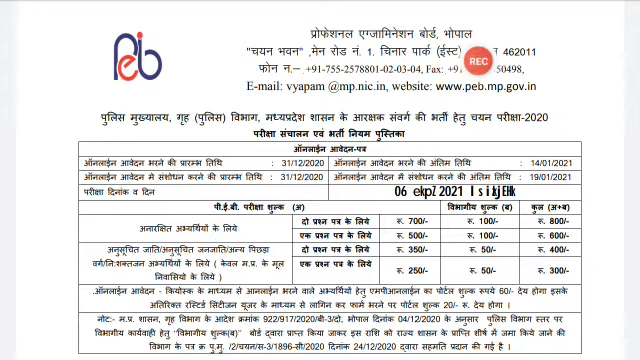 Peb
प्रोफेशनल एग्जामिनेशन बोर्ड, भोपाल
"चयन भवन" ,मेन रोड नं. 1. चिनार पार्क (ईस्ट) 462011
फोन न.– +91-755-2578801-02-03-04, Fax: +91 50498,
E-mail: vyapam @mp.nic.in, website: www.peb.mp.gov.in
REC
पुलिस मुख्यालय, गृह (पुलिस) विभाग, मध्यप्रदेश शासन के आरक्षक संवर्ग की भर्ती हेतु चयन परीक्षा-2020
परीक्षा संचालन एवं भर्ती नियम पुस्तिका
ऑनलाईन आवेदन-पत्र
ऑनलाईन आवेदन भरने की प्रारम्भ तिथि : 31/12/2020 ऑनलाईन आवेदन भरने की अंतिम तिथि : 14/01/2021
ऑनलाईन आवेदन में संशोधन करने की प्रारंभ तिथि : 31/12/2020 ऑनलाईन आवेदन में संशोधन करने की अंतिम तिथि : 19/01/2021
परीक्षा दिनांक व दिन 06 ekpZ 2021
पी.ई.बी. परीक्षा शुल्क (अ) विभागीय शुल्क (ब) कुल (अ+ब)
अनारक्षित अभ्यर्थियों के लिये
दो प्रश्न पत्र के लिये रू. 700/- रू. 100/- रू. 800/-
एक प्रश्न पत्र के लिये रू. 500/- रू. 100/- रू. 600/-
अनुसूचित जाति/अनुसूचित जनजाति/अन्य पिछड़ा
वर्ग/नि:शक्तजन अभ्यर्थियों के लिये ( केवल म.प्र. के मूल
निवासियों के लिये )
दो प्रश्न पत्र के लिये रू. 350/- रू. 50/- रू. 400/-
एक प्रश्न पत्र के लिये रू. 250/- रू. 50/- रू. 300/-
.ऑनलाईन आवेदन - कियोस्क के माध्यम से आनलाईन भरने वाले अभ्यर्थियों हेतु एमपीआनलाईन का पोर्टल शुल्क रूपये 60/- देय होगा इसके
अतिरिक्त रस्टिर्ड सिटीजन यूजर के माध्यम से लागिन कर फार्म भरने पर पोर्टल शुल्क 20/- रू. देय होगा ।
नोट:- म.प्र. शासन, गृह विभाग के आदेश क्रमांक 922/917/2020/बी-3/दो, भोपाल दिनांक 04/12/2020 के अनुसार पुलिस विभाग स्तर पर
विभागीय कार्यवाही हेतु "विभागीय शुल्क(ब)" बोर्ड द्वारा प्राप्त किया जाकर इस राशि को राज्य शासन के प्राप्ति शीर्ष में जमा किये जाने की
विभाग के पत्र क्र पु.मु. /2/चयन/स-3/1896-सी/2020 दिनांक 24/12/2020 द्वारा सहमति प्रदान की गई है ।